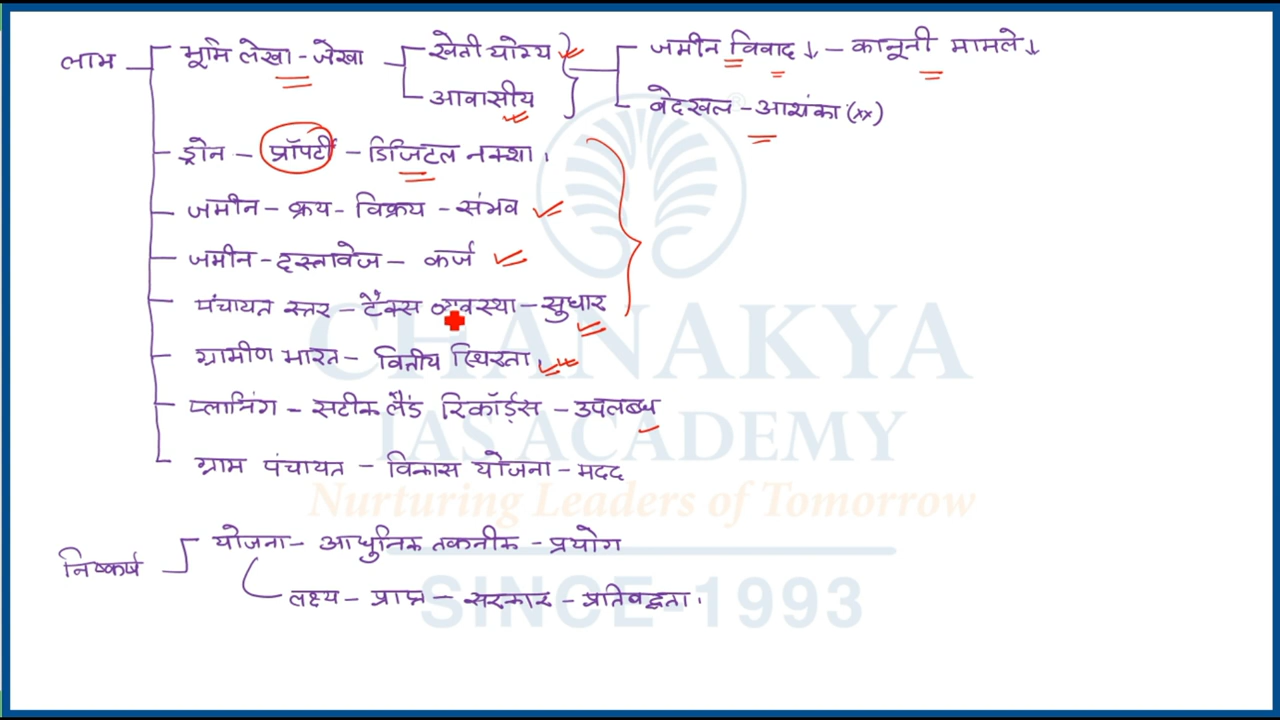 लाभ
भूमि लेखा-जेखा
खेती योग्य
आवासीय
जमीन विवाद ↓ - कानूनी मामले ↓
बेदखल - आशंका (xx)
ड्रोन - प्रॉपर्टी - डिजिटल नक्शा।
जमीन - क्रय - विक्रय - संभव
जमीन - दस्तावेज - कर्ज
पंचायत स्तर - टैक्स व्यवस्था - सुधार
ग्रामीण भारत - वित्तीय स्थिरता
प्लानिंग - सटीक लैंड रिकॉर्ड्स - उपलब्ध
ग्राम पंचायत - विकास योजना - मदद
निष्कर्ष
योजना - आधुनिक तकनीक - प्रयोग
लक्ष्य - प्राप्त - सरकार - प्रतिबद्धता।
CHANAKYA
IAS ACADEMY
Nurturing Leaders of Tomorrow
SINCE-1993